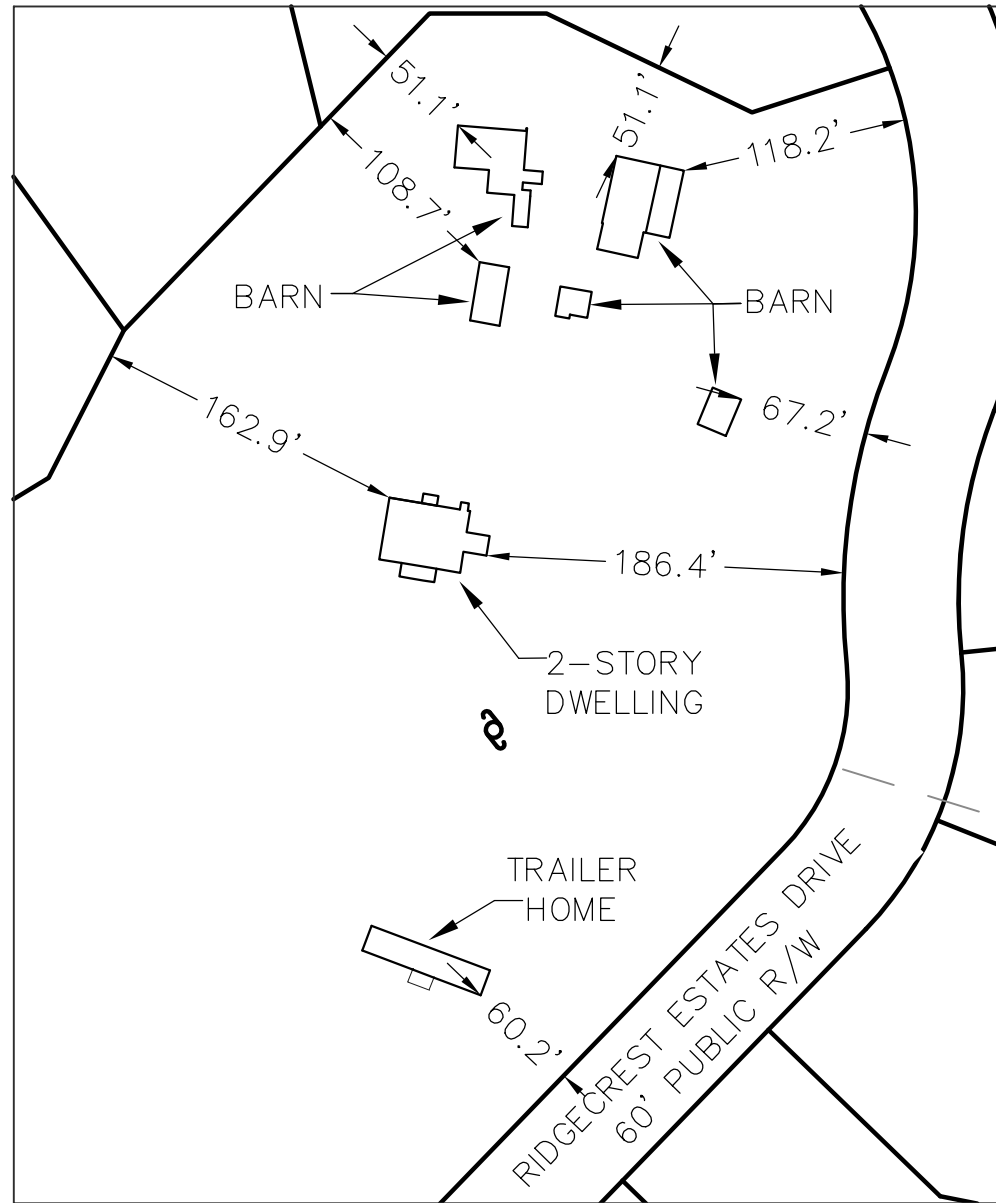 51.1'
51.1'
118.2'
108.7'
BARN
BARN
67.2'
162.9'
186.4'
2-STORY
DWELLING
TRAILER
HOME
60.2'
RIDGECREST ESTATES DRIVE
60' PUBLIC R/W